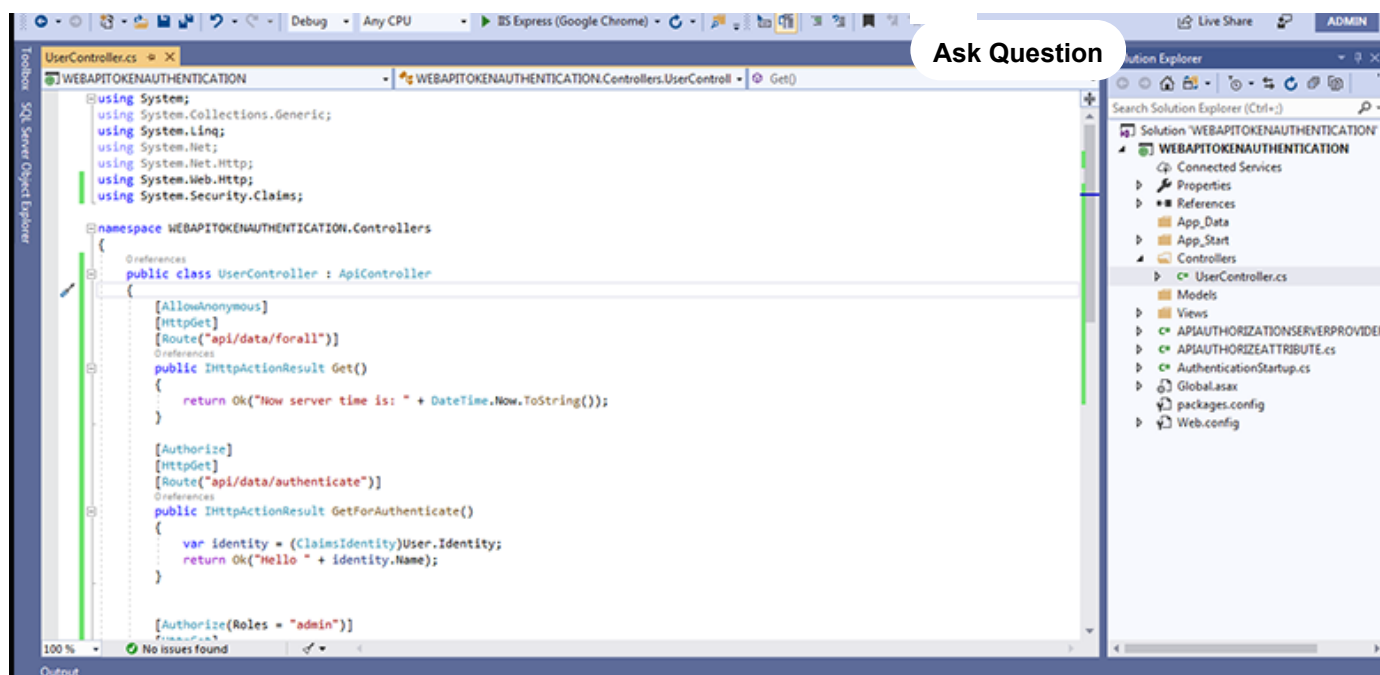 Debug Any CPU IIS Express (Google Chrome) Live Share ADMIN
Ask Question
Toolbox
SQL Server Object Explorer
UserController.cs
WEBAPITOKENAUTHENTICATION WEBAPITOKENAUTHENTICATION.Controllers.UserControll Get()
using System;
using System.Collections.Generic;
using System.Linq;
using System.Net;
using System.Net.Http;
using System.Web.Http;
using System.Security.Claims;
namespace WEBAPITOKENAUTHENTICATION.Controllers
{
0 references
public class UserController : ApiController
{
[AllowAnonymous]
[HttpGet]
[Route("api/data/forall")]
0 references
public IHttpActionResult Get()
{
return Ok("Now server time is: " + DateTime.Now.ToString());
}
[Authorize]
[HttpGet]
[Route("api/data/authenticate")]
0 references
public IHttpActionResult GetForAuthenticate()
{
var identity = (ClaimsIdentity)User.Identity;
return Ok("Hello " + identity.Name);
}
[Authorize(Roles = "admin")]
100 % No issues found
Output
Explorer
Search Solution Explorer (Ctrl+;)
Solution 'WEBAPITOKENAUTHENTICATION'
WEBAPITOKENAUTHENTICATION
Connected Services
Properties
References
App_Data
App_Start
Controllers
C# UserController.cs
Models
Views
C# APIAUTHORIZATIONSERVERPROVIDE
C# APIAUTHORIZEATTRIBUTE.cs
C# AuthenticationStartup.cs
Global.asax
packages.config
Web.config